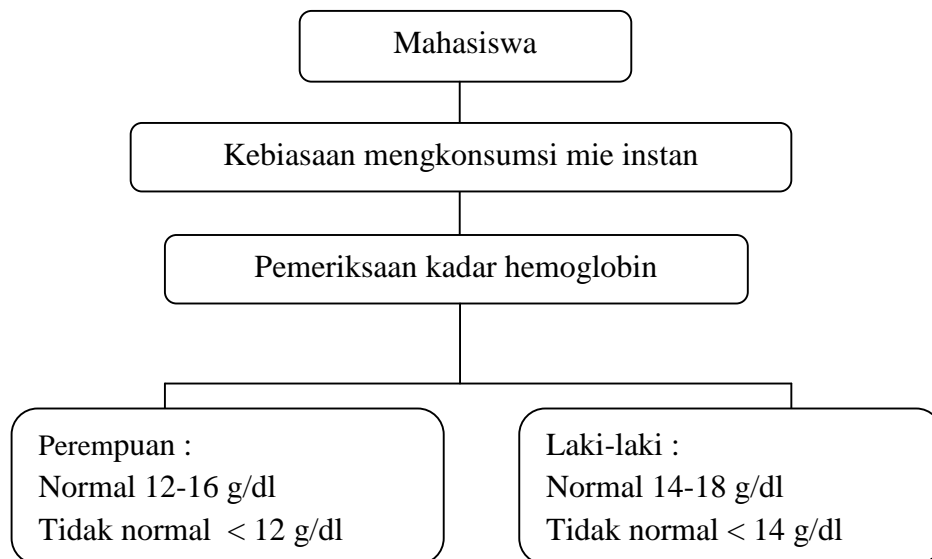 Mahasiswa
Kebiasaan mengkonsumsi mie instan
Pemeriksaan kadar hemoglobin
Perempuan :
Normal 12-16 g/dl
Tidak normal < 12 g/dl
Laki-laki :
Normal 14-18 g/dl
Tidak normal < 14 g/dl